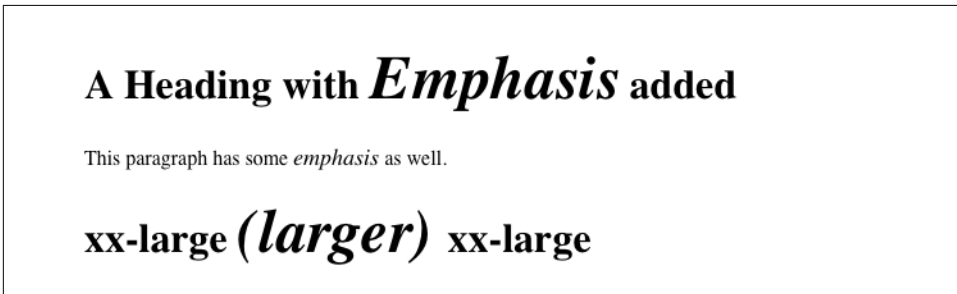 A Heading with Emphasis added
This paragraph has some emphasis as well.
xx-large (larger) xx-large